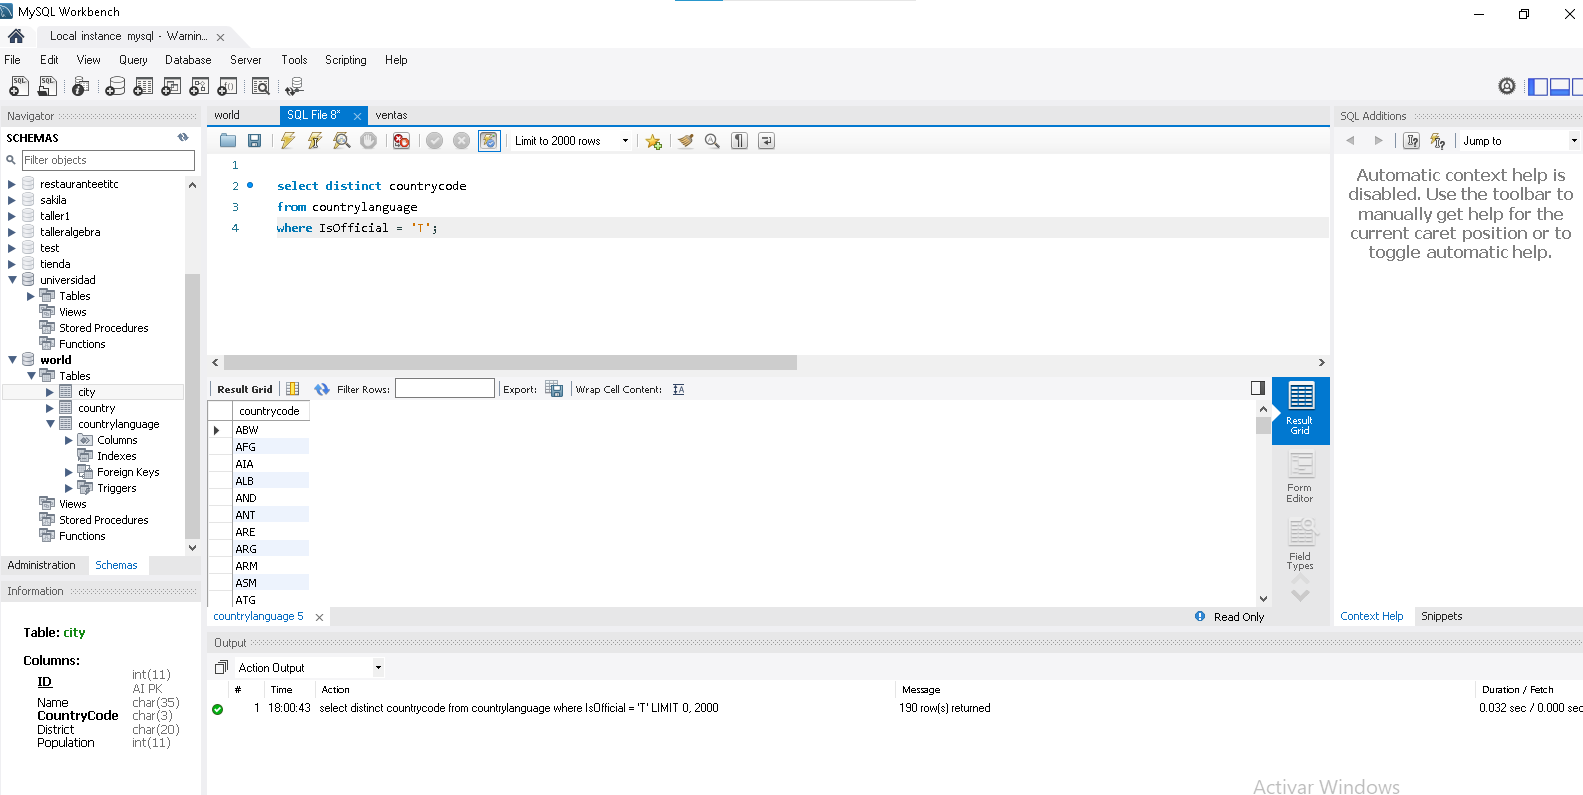 MySQL Workbench
Local instance mysql - Warnin...
File Edit View Query Database Server Tools Scripting Help
Navigator
SCHEMAS
Filter objects
restauranteetitc
sakila
taller1
talleralgebra
test
tienda
universidad
Tables
Views
Stored Procedures
Functions
world
Tables
city
country
countrylanguage
Columns
Indexes
Foreign Keys
Triggers
Views
Stored Procedures
Functions
Administration Schemas
Information
Table: city
Columns:
ID int(11)
AI PK
Name char(35)
CountryCode char(3)
District char(20)
Population int(11)
world SQL File 8* ventas
Limit to 2000 rows
1
2 select distinct countrycode
3 from countrylanguage
4 where IsOfficial = 'T';
Result Grid Filter Rows: Export: Wrap Cell Content:
countrycode
ABW
AFG
AIA
ALB
AND
ANT
ARE
ARG
ARM
ASM
ATG
Result
Grid
Form
Editor
Field
Types
countrylanguage 5 Read Only
Output
Action Output
# Time Action Message Duration / Fetch
1 18:00:43 select distinct countrycode from countrylanguage where IsOfficial = 'T' LIMIT 0, 2000 190 row(s) returned 0.032 sec / 0.000 sec
SQL Additions
Jump to
Automatic context help is
disabled. Use the toolbar to
manually get help for the
current caret position or to
toggle automatic help.
Context Help Snippets
Activar Windows